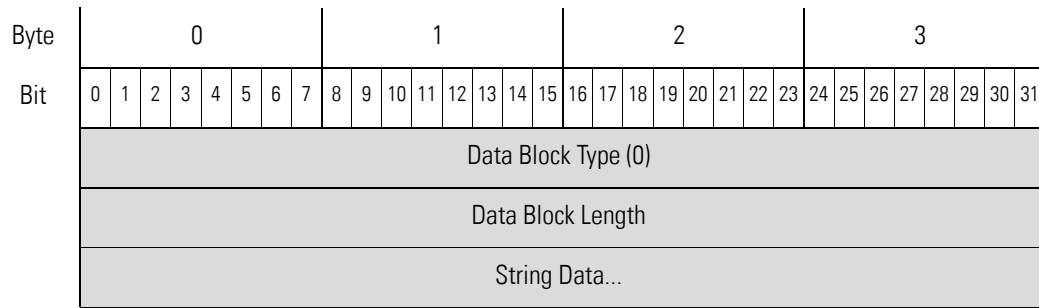 Byte 0 1 2 3
Bit 0 1 2 3 4 5 6 7 8 9 10 11 12 13 14 15 16 17 18 19 20 21 22 23 24 25 26 27 28 29 30 31
Data Block Type (0)
Data Block Length
String Data...